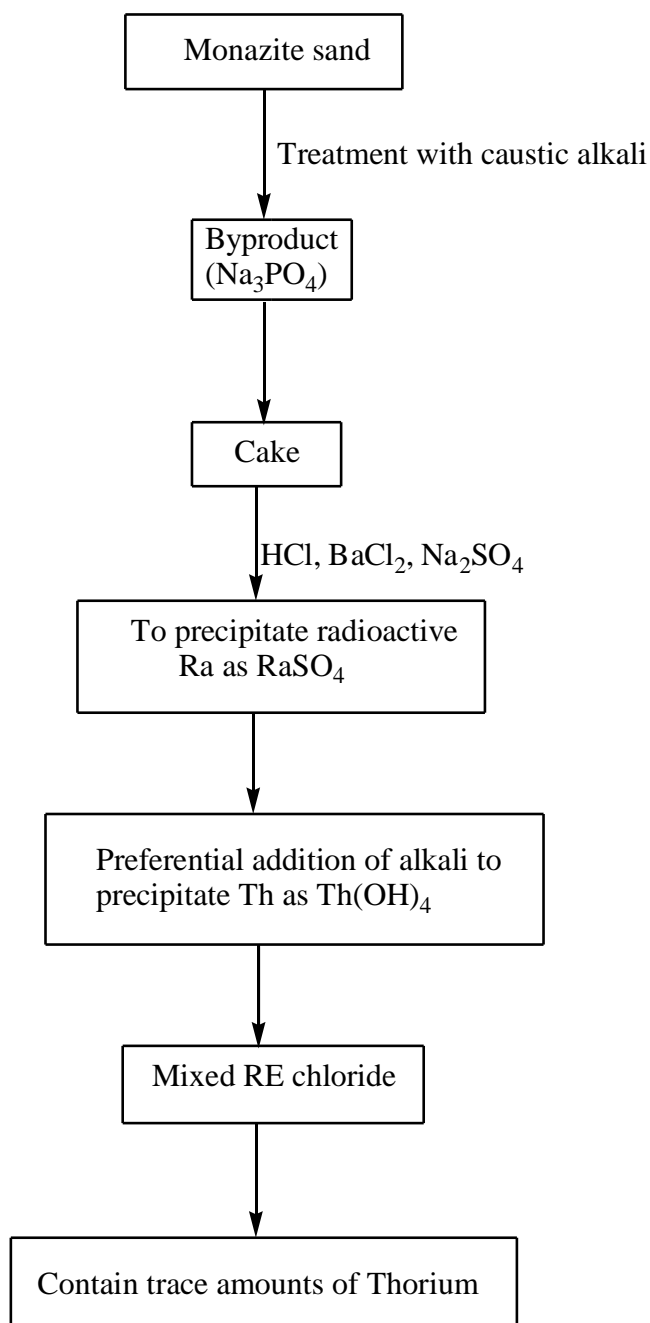 Monazite sand
Treatment with caustic alkali
Byproduct
(Na₃PO₄)
Cake
HCl, BaCl₂, Na₂SO₄
To precipitate radioactive
Ra as RaSO₄
Preferential addition of alkali to
precipitate Th as Th(OH)₄
Mixed RE chloride
Contain trace amounts of Thorium